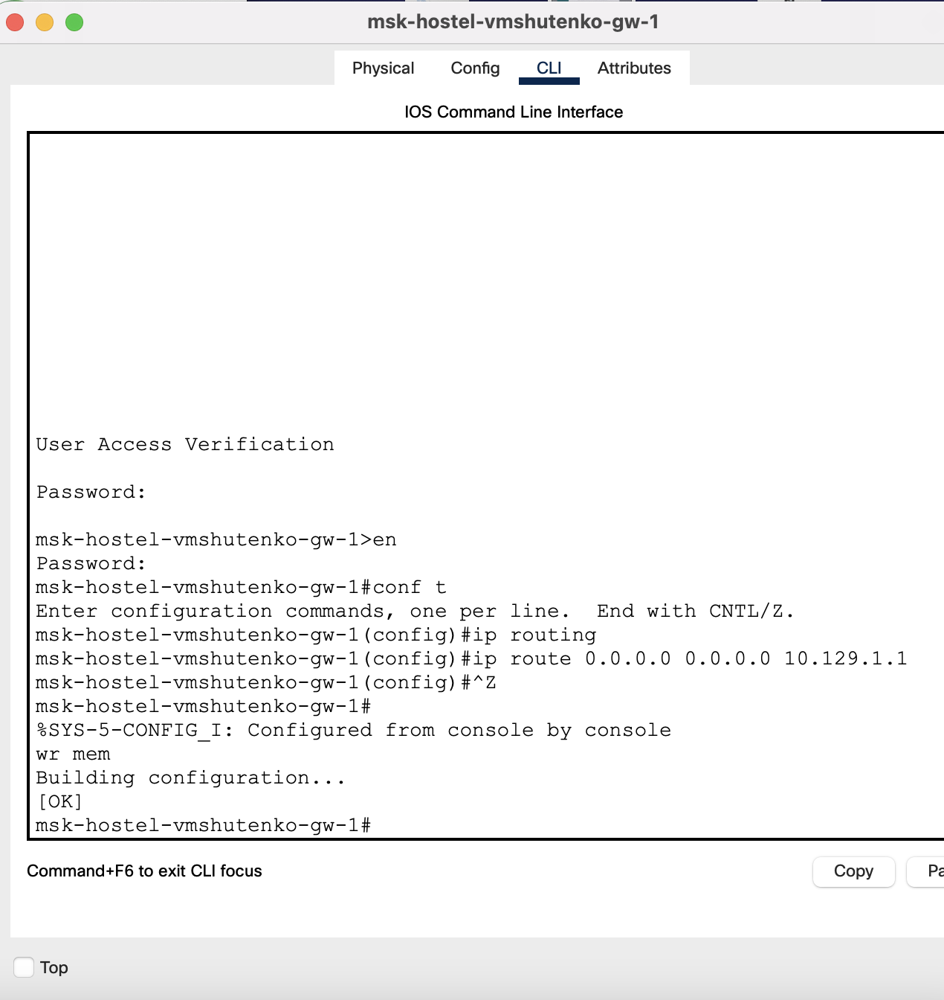 msk-hostel-vmshutenko-gw-1
Physical Config CLI Attributes
IOS Command Line Interface
User Access Verification
Password:
msk-hostel-vmshutenko-gw-1>en
Password:
msk-hostel-vmshutenko-gw-1#conf t
Enter configuration commands, one per line.  End with CNTL/Z.
msk-hostel-vmshutenko-gw-1(config)#ip routing
msk-hostel-vmshutenko-gw-1(config)#ip route 0.0.0.0 0.0.0.0 10.129.1.1
msk-hostel-vmshutenko-gw-1(config)#^Z
msk-hostel-vmshutenko-gw-1#
%SYS-5-CONFIG_I: Configured from console by console
wr mem
Building configuration...
[OK]
msk-hostel-vmshutenko-gw-1#
Command+F6 to exit CLI focus
Copy
Top